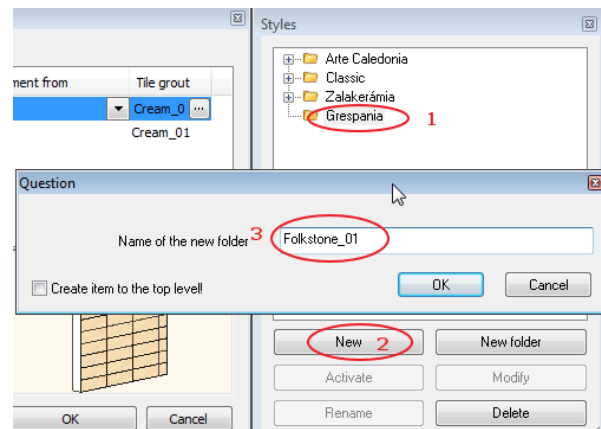 Styles
ment from Tile grout
Cream_0 ...
Cream_01
Arte Caledonia
Classic
Zalakerámia
Grespania
1
Question
Name of the new folder 3 Folkstone_01
Create item to the top level!
OK Cancel
New 2 New folder
Activate Modify
Rename Delete
OK Cancel